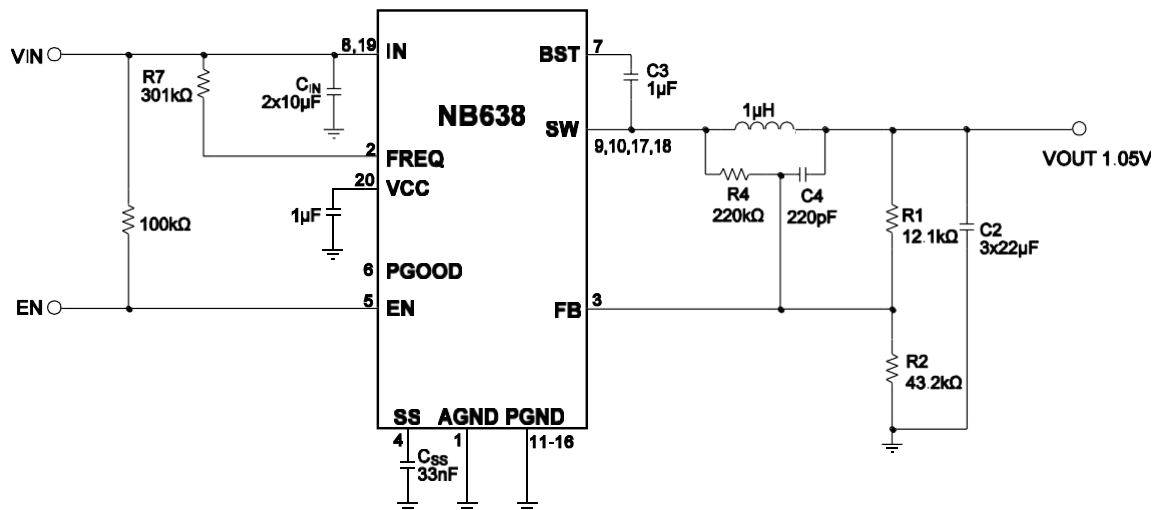 VIN
8,19
IN
R7
301kΩ
C_IN
2x10µF
2
FREQ
20
VCC
1µF
100kΩ
6
PGOOD
EN
5
EN
NB638
BST
7
C3
1µF
SW
9,10,17,18
1µH
R4
220kΩ
C4
220pF
VOUT 1.05V
R1
12.1kΩ
C2
3x22µF
FB
3
R2
43.2kΩ
SS
AGND
PGND
4
1
11-16
C_SS
33nF